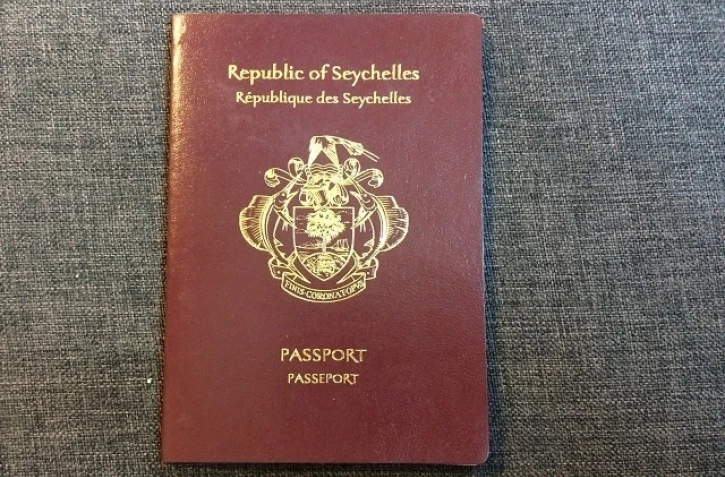 Republic of Seychelles
République des Seychelles
FINIS·CORONAT·OPUS
PASSPORT
PASSEPORT